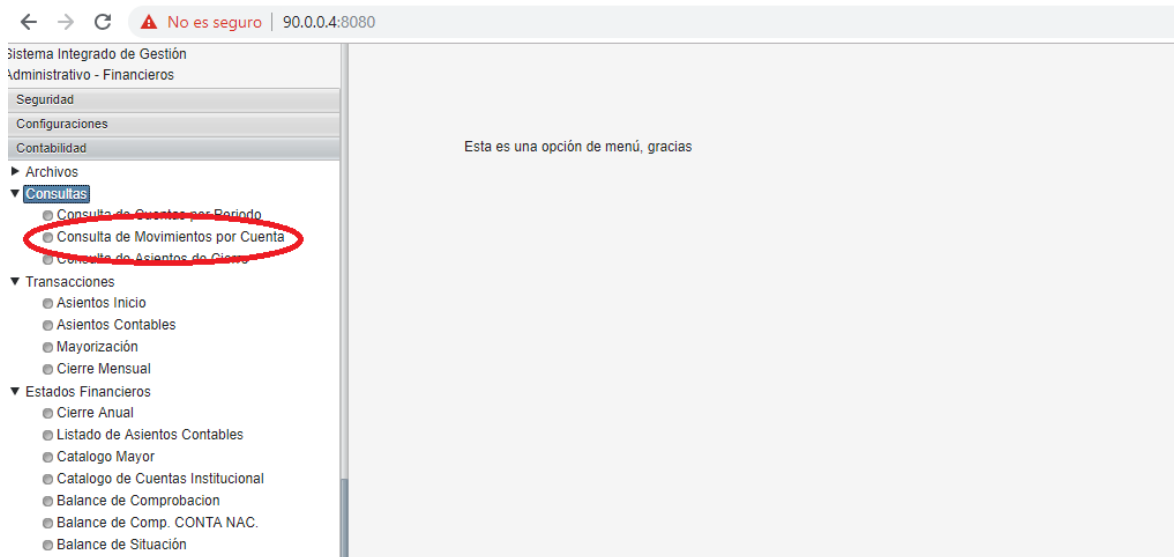 No es seguro | 90.0.0.4:8080
Sistema Integrado de Gestión
Administrativo - Financieros
Seguridad
Configuraciones
Contabilidad
Esta es una opción de menú, gracias
Archivos
Consultas
Consulta de Cuentas por Periodo
Consulta de Movimientos por Cuenta
Consulta de Asientos de Cierre
Transacciones
Asientos Inicio
Asientos Contables
Mayorización
Cierre Mensual
Estados Financieros
Cierre Anual
Listado de Asientos Contables
Catalogo Mayor
Catalogo de Cuentas Institucional
Balance de Comprobacion
Balance de Comp. CONTA NAC.
Balance de Situación